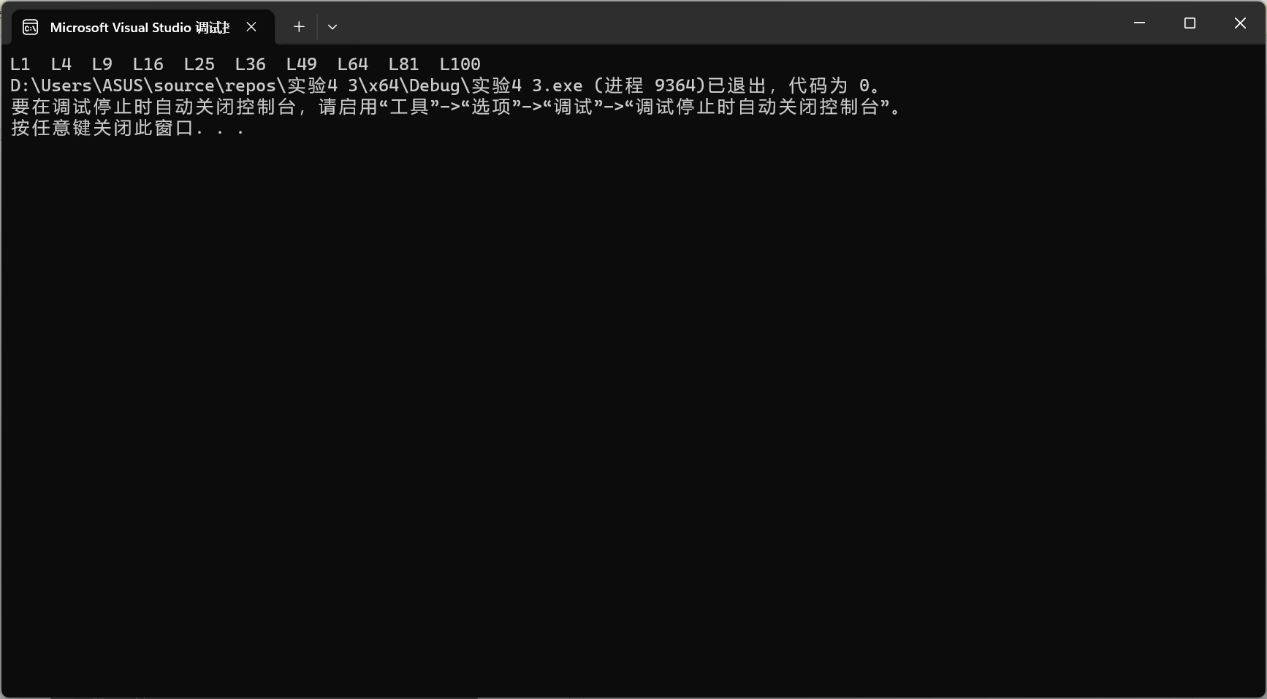 Microsoft Visual Studio 调试
L1  L4  L9  L16  L25  L36  L49  L64  L81  L100
D:\Users\ASUS\source\repos\实验4 3\x64\Debug\实验4 3.exe (进程 9364)已退出，代码为 0。
要在调试停止时自动关闭控制台，请启用“工具”->“选项”->“调试”->“调试停止时自动关闭控制台”。
按任意键关闭此窗口. . .